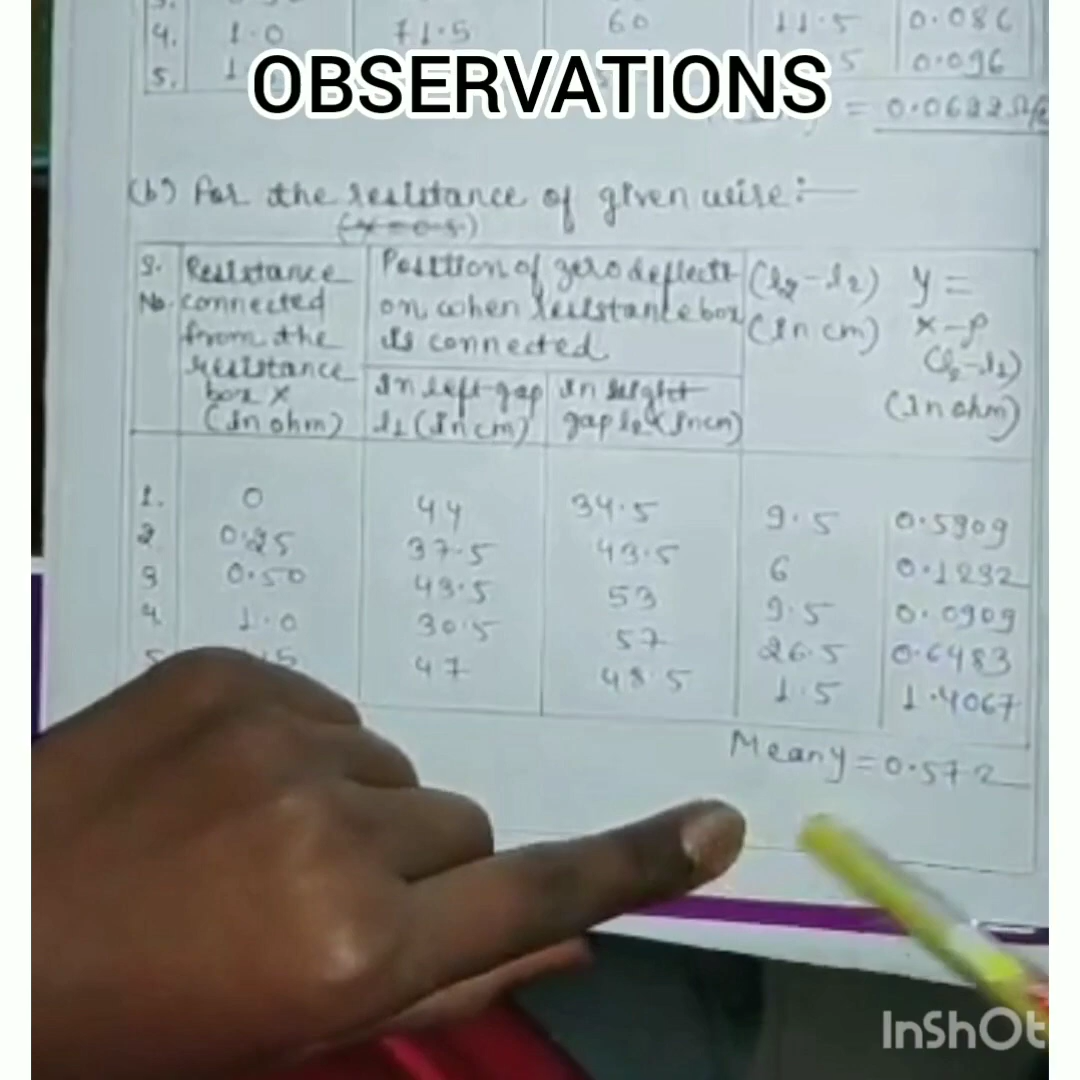 4. 1.0 71.5 60 11.5 0.086
5. 1 5 0.096
OBSERVATIONS
= 0.0622 Ω/c
(b) For the resistance of given wire:—
S. No. Resistance connected from the resistance box X (In ohm)
Position of zero deflection when resistance box is connected
In left gap l1 (In cm)
In right gap l2 (In cm)
(l2-l1) (In cm)
y = x-ρ (l2-l1) (In ohm)
1. 0 44 34.5 9.5 0.5909
2 0.25 37.5 43.5 6 0.1232
3 0.50 43.5 53 9.5 0.0909
4 1.0 30.5 57 26.5 0.6483
5 .5 47 48.5 1.5 1.4067
Mean y = 0.572
InShOt